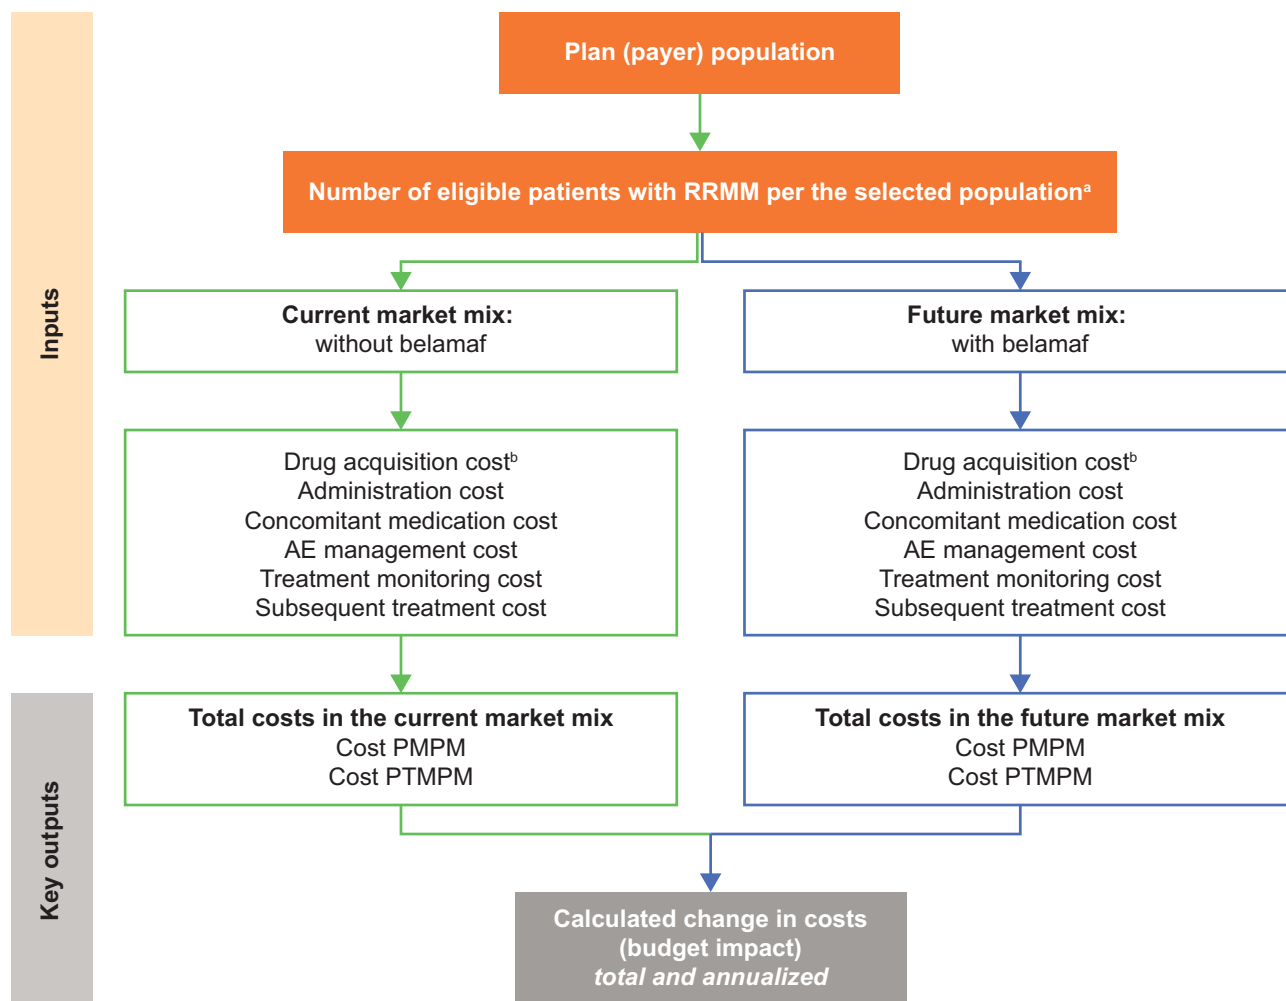 Plan (payer) population
Number of eligible patients with RRMM per the selected populationᵃ
Inputs
Current market mix:
without belamaf
Future market mix:
with belamaf
Drug acquisition costᵇ
Administration cost
Concomitant medication cost
AE management cost
Treatment monitoring cost
Subsequent treatment cost
Drug acquisition costᵇ
Administration cost
Concomitant medication cost
AE management cost
Treatment monitoring cost
Subsequent treatment cost
Key outputs
Total costs in the current market mix
Cost PMPM
Cost PTMPM
Total costs in the future market mix
Cost PMPM
Cost PTMPM
Calculated change in costs
(budget impact)
total and annualized